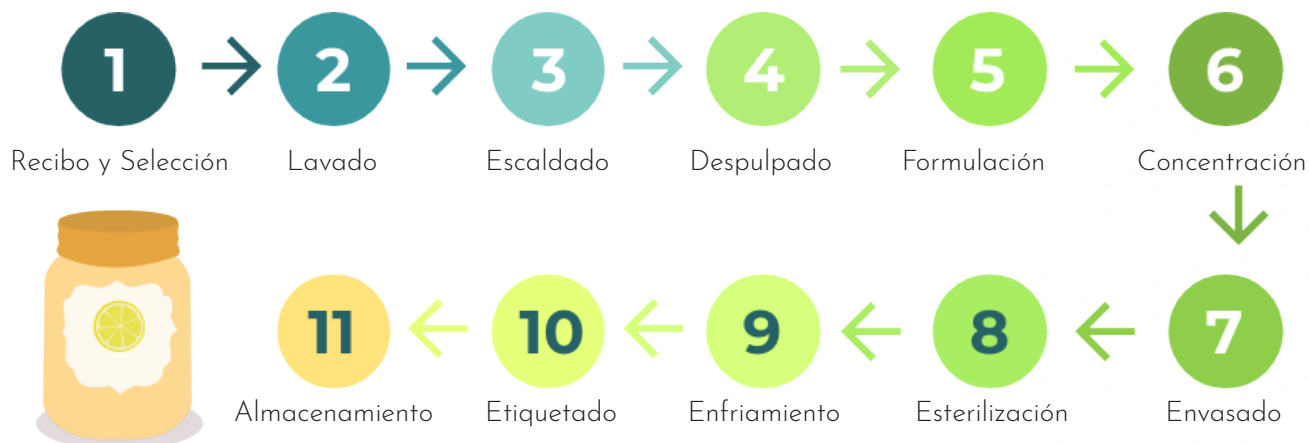 1 2 3 4 5 6
Recibo y Selección Lavado Escaldado Despulpado Formulación Concentración
11 10 9 8 7
Almacenamiento Etiquetado Enfriamiento Esterilización Envasado